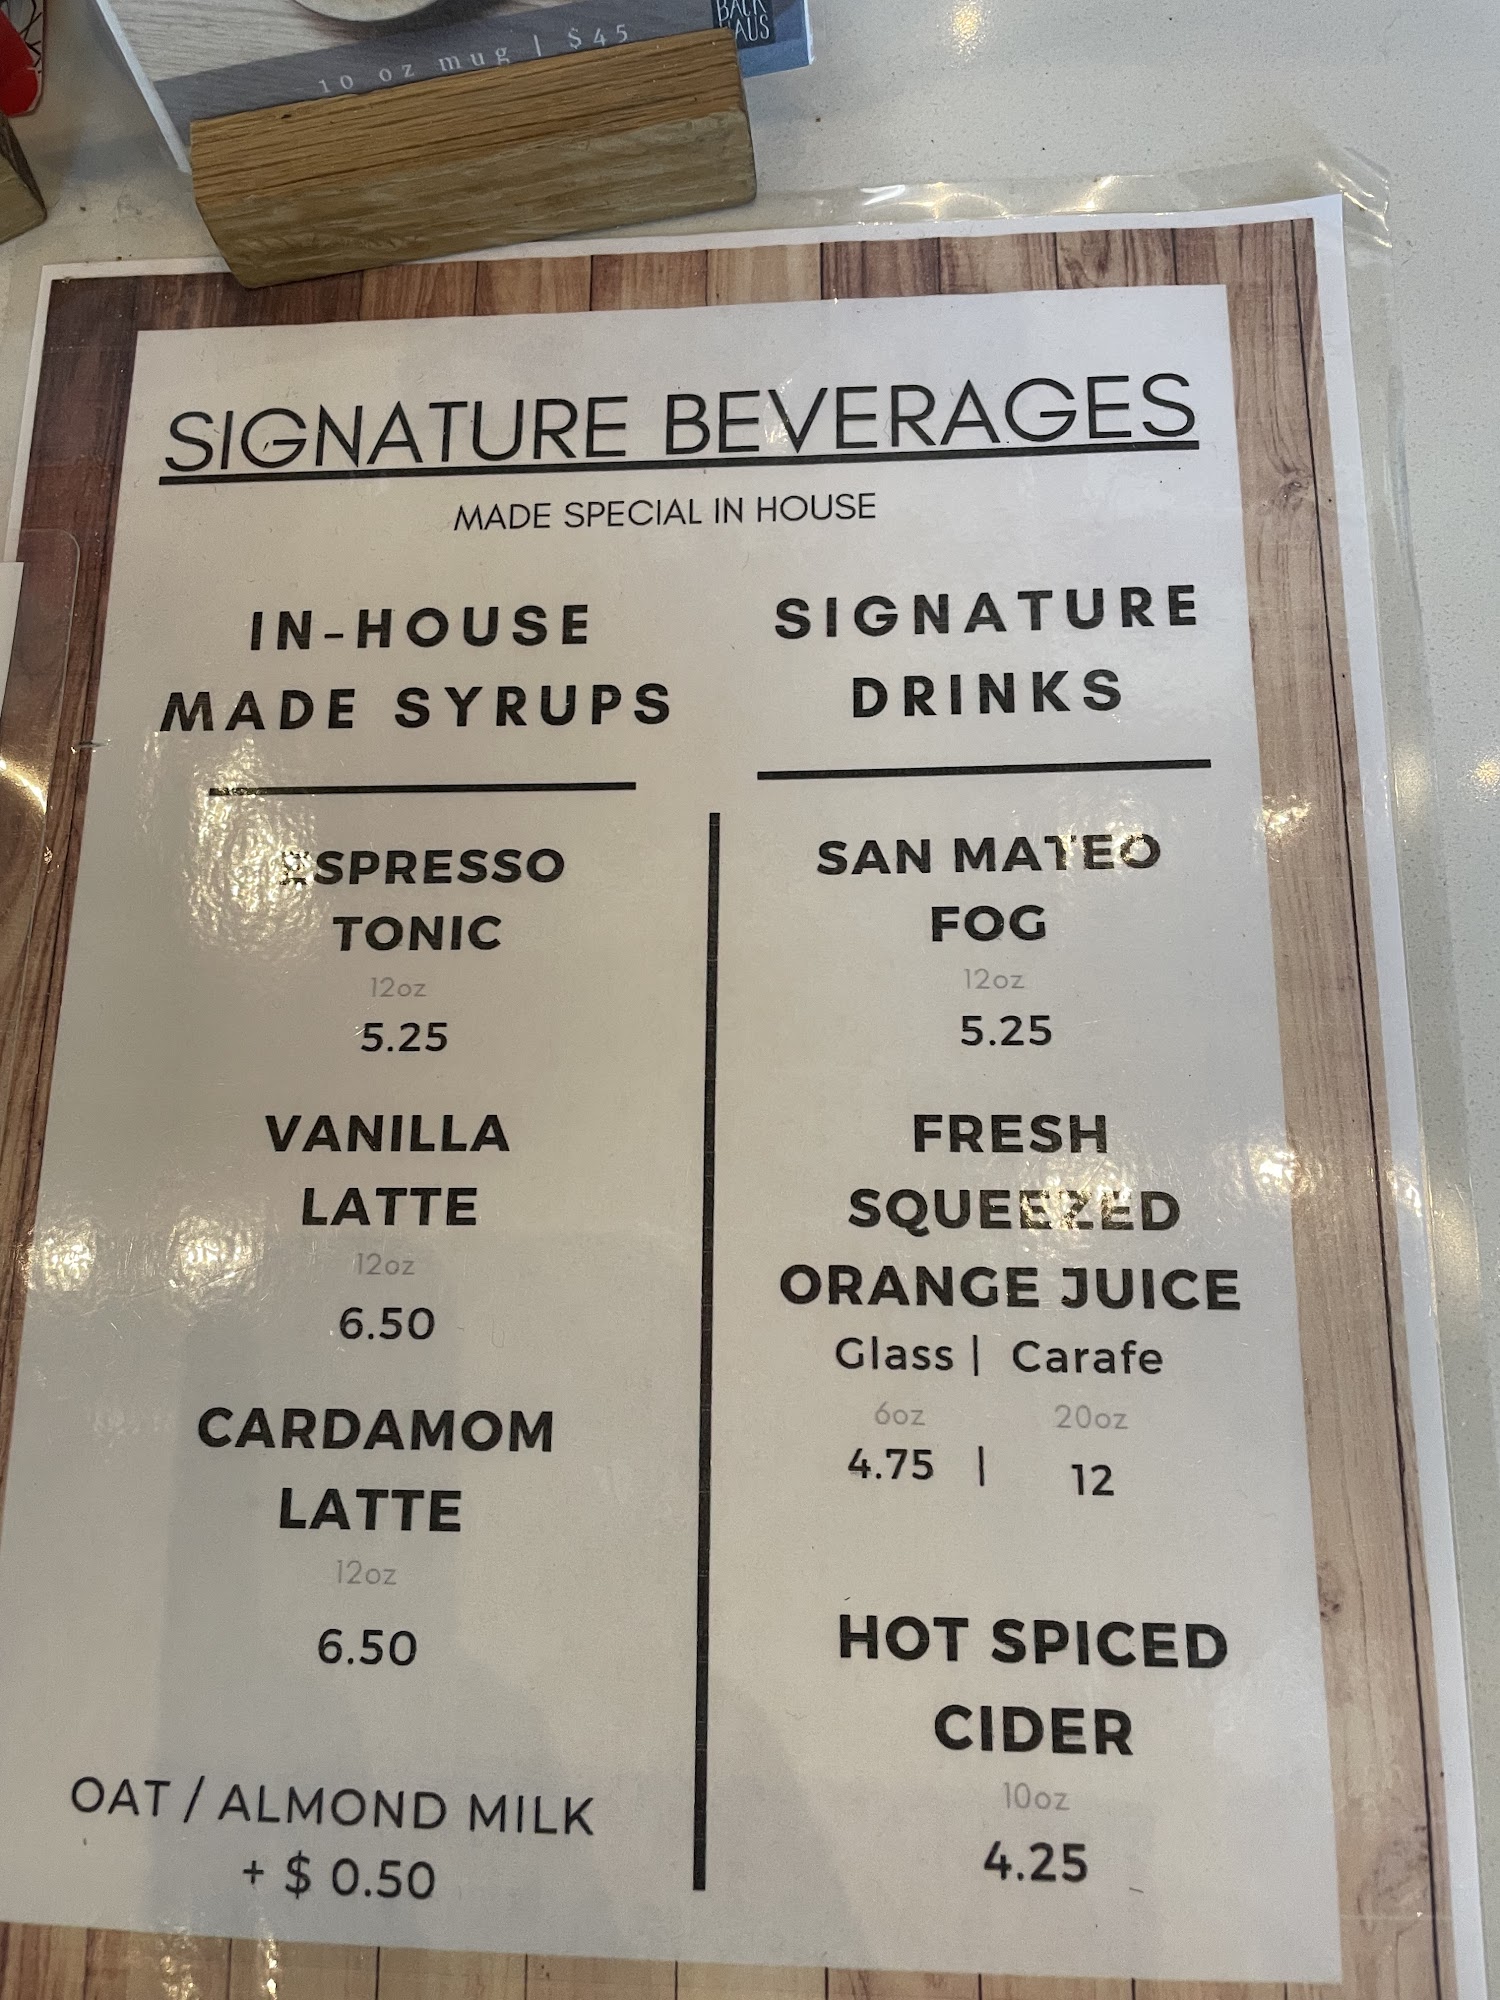 BACK
HAUS
10 oz mug | $45
SIGNATURE BEVERAGES
MADE SPECIAL IN HOUSE
IN-HOUSE
MADE SYRUPS
ESPRESSO
TONIC
12oz
5.25
VANILLA
LATTE
12oz
6.50
CARDAMOM
LATTE
12oz
6.50
OAT / ALMOND MILK
+ $ 0.50
SIGNATURE
DRINKS
SAN MATEO
FOG
12oz
5.25
FRESH
SQUEEZED
ORANGE JUICE
Glass | Carafe
6oz 20oz
4.75 | 12
HOT SPICED
CIDER
10oz
4.25